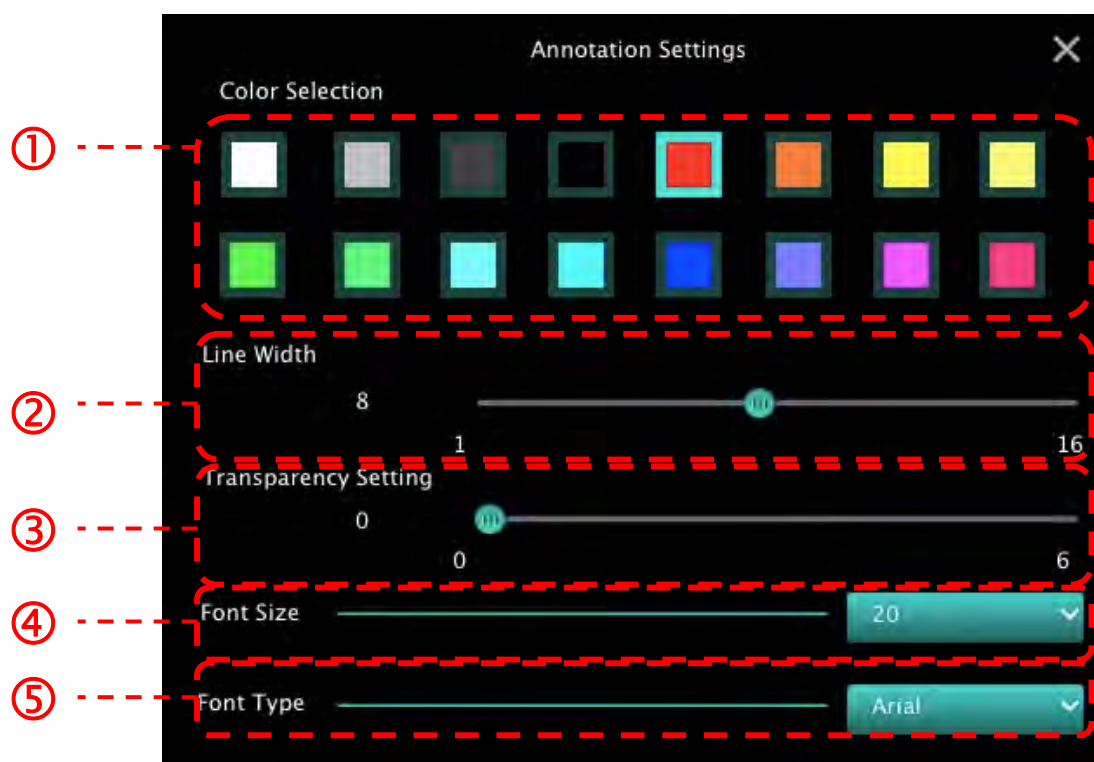 Annotation Settings
Color Selection
①
Line Width
② 8
1 16
Transparency Setting
③ 0
0 6
④ Font Size 20
⑤ Font Type Arial